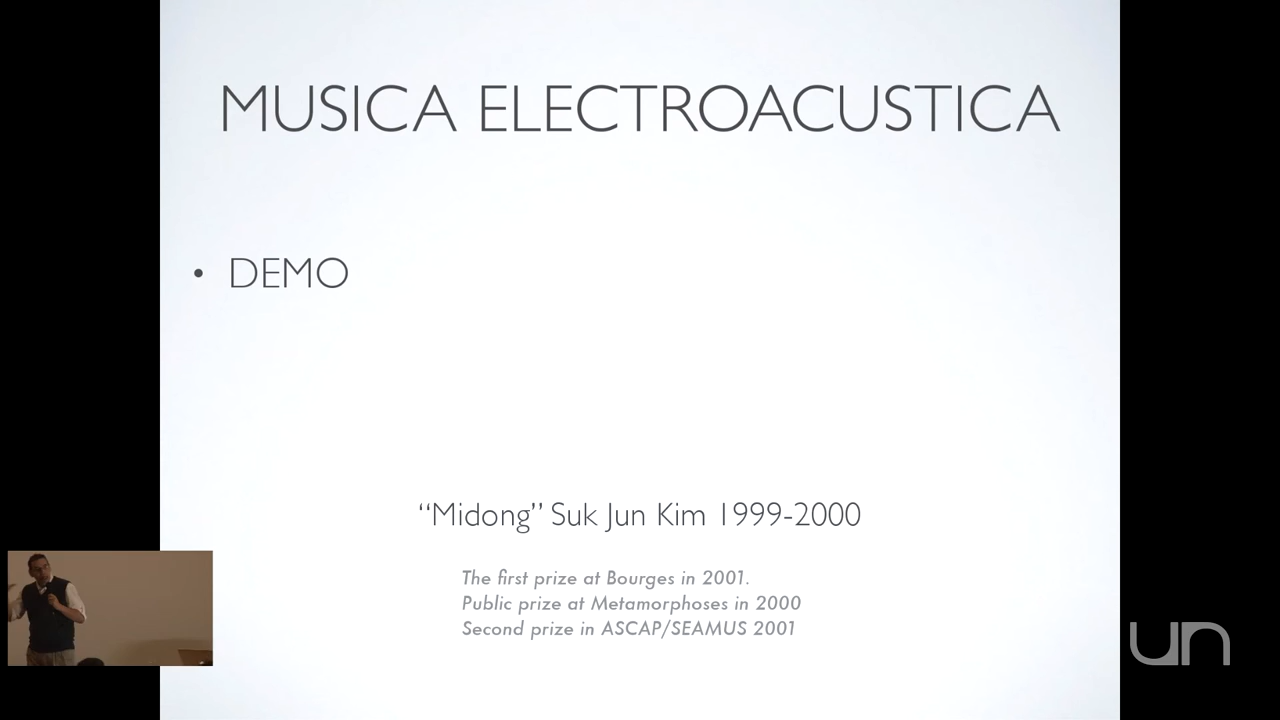 MUSICA ELECTROACUSTICA
• DEMO
“Midong” Suk Jun Kim 1999-2000
The first prize at Bourges in 2001.
Public prize at Metamorphoses in 2000
Second prize in ASCAP/SEAMUS 2001
un